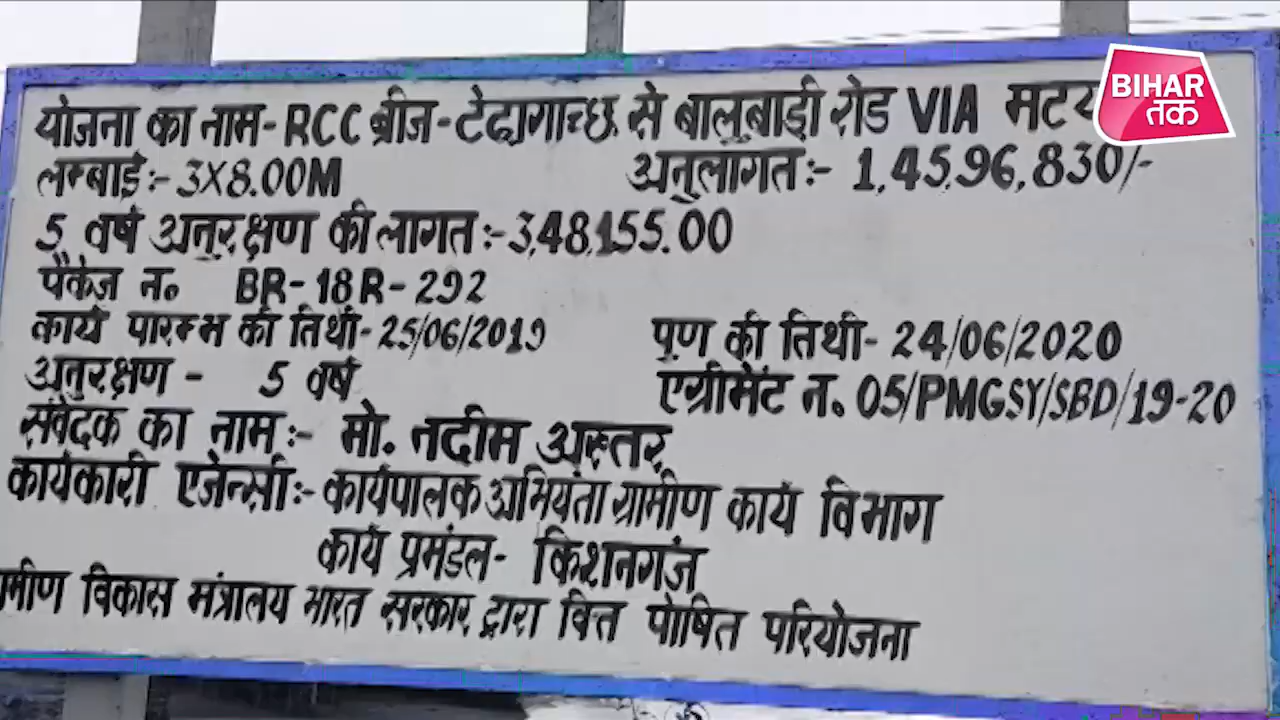 योजना का नाम- RCC ब्रीज-टेढ़ागाच्छ से बालुबाड़ी रोड VIA मटय
BIHAR तक
लम्बाई:- 3X8.00M अनुलागत:- 1,45,96,830/-
5 वर्ष अनुरक्षण की लागत:-3,48,155.00
पैकेज न. BR-18R-292
कार्य पारम्भ की तिथी-25/06/2019 पूण की तिथी- 24/06/2020
अनुरक्षण - 5 वर्ष एग्रीमेंट न. 05/PMGSY/SBD/19-20
संवेदक का नाम:- मो. नदीम अख्तर
कार्यकारी एजेन्सी:- कार्यपालक अभियंता ग्रामीण कार्य विभाग
कार्य प्रमंडल- किशनगंज
ामीण विकास मंत्रालय भारत सरकार द्वारा वित्त पोषित परियोजना